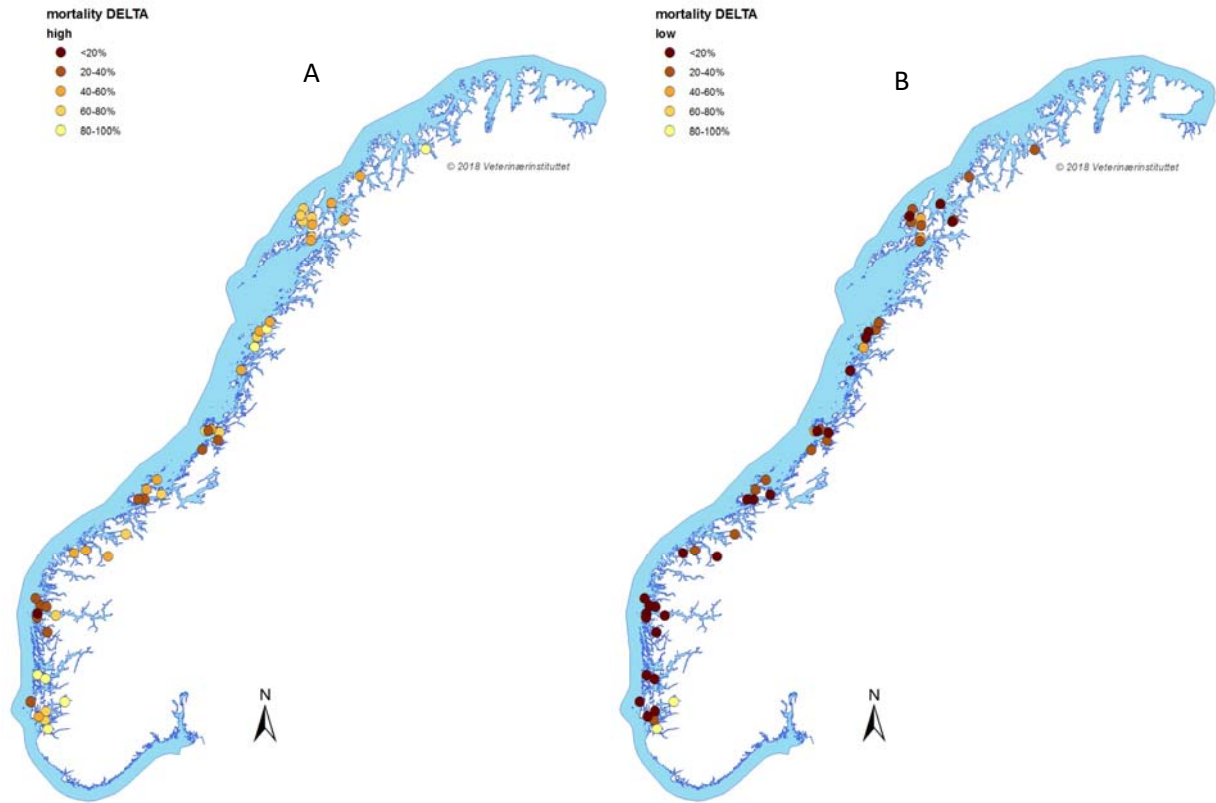 mortality DELTA
high
<20%
20-40%
40-60%
60-80%
80-100%
A
© 2018 Veterinærinstituttet
N
mortality DELTA
low
<20%
20-40%
40-60%
60-80%
80-100%
B
© 2018 Veterinærinstituttet
N